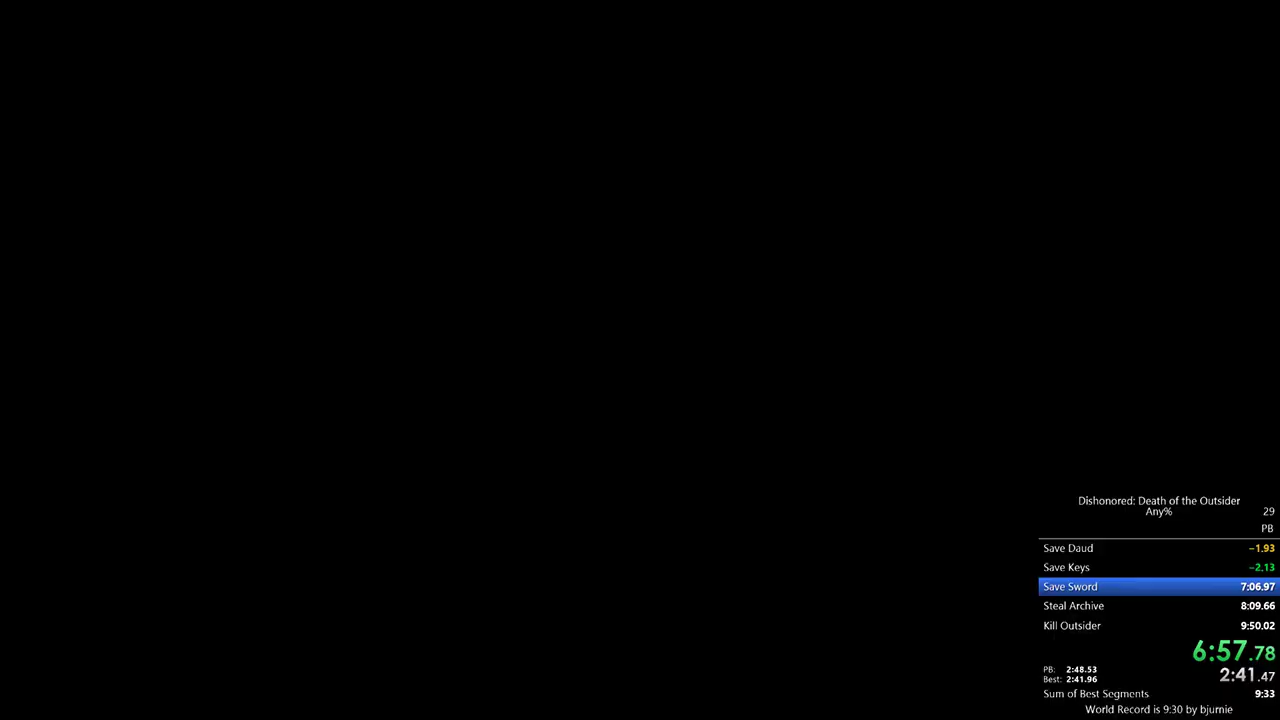 Dishonored: Death of the Outsider
Any% 29
PB
Save Daud -1.93
Save Keys -2.13
Save Sword 7:06.97
Steal Archive 8:09.66
Kill Outsider 9:50.02
6:57.78
PB: 2:48.53
Best: 2:41.96
2:41.47
Sum of Best Segments 9:33
World Record is 9:30 by bjurnie